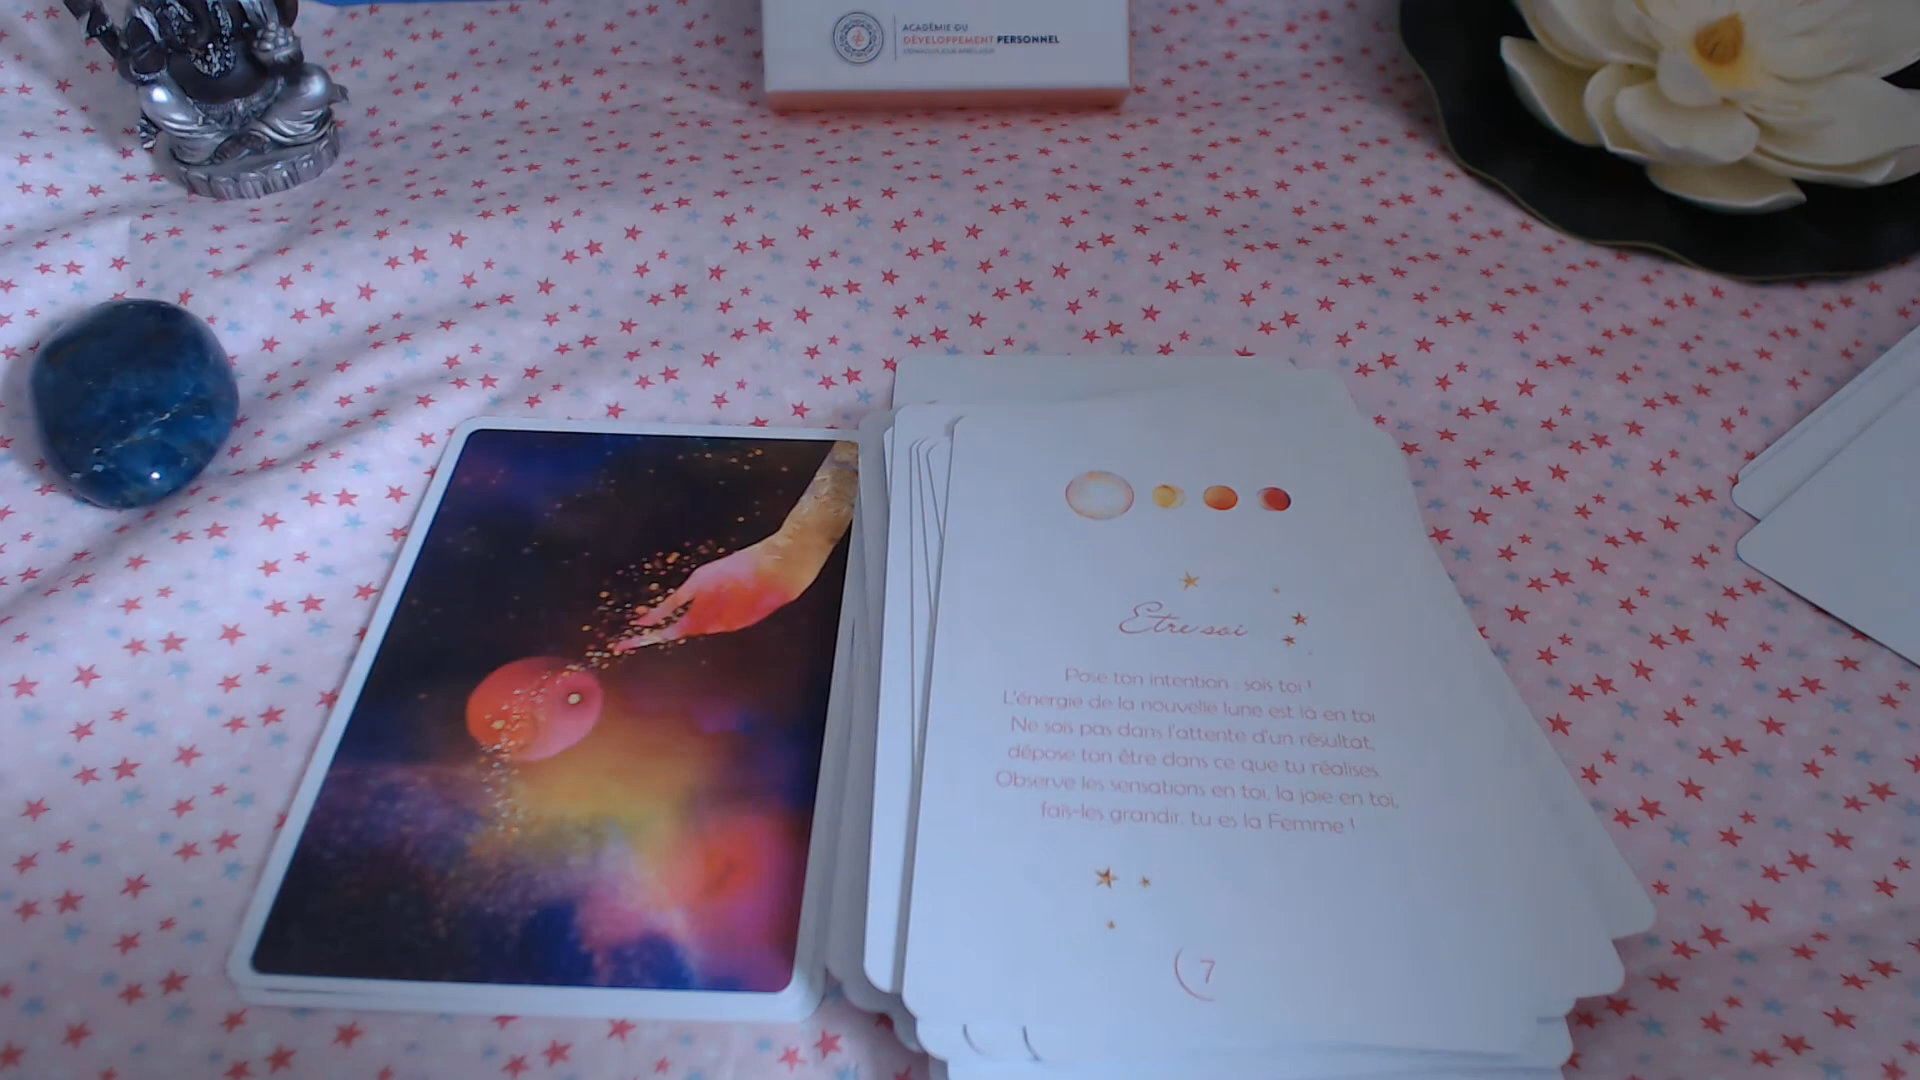 ACADÉMIE DU
DÉVELOPPEMENT PERSONNEL
Etre soi
Pose ton intention : sois toi !
L'énergie de la nouvelle lune est là en toi
Ne sois pas dans l'attente d'un résultat,
dépose ton être dans ce que tu réalises.
Observe les sensations en toi, la joie en toi,
fais-les grandir, tu es la Femme !
7